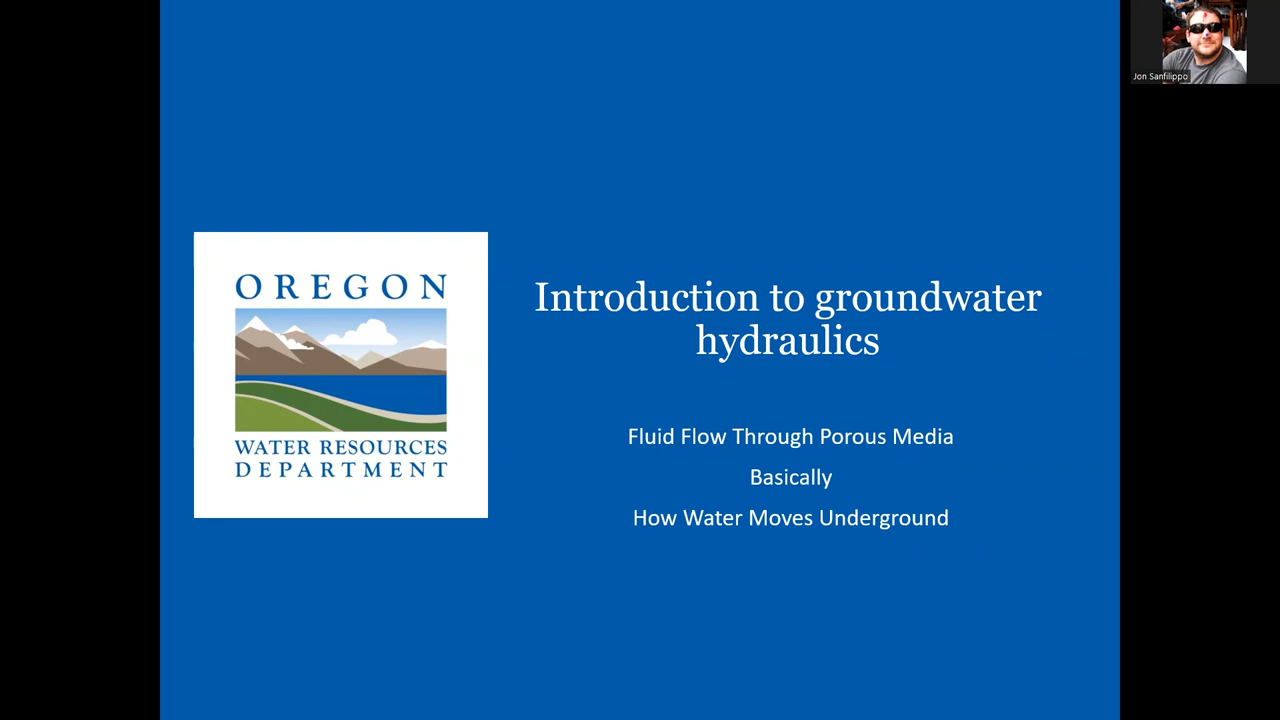 Jon Sanfilippo
OREGON
WATER RESOURCES
DEPARTMENT
Introduction to groundwater
hydraulics
Fluid Flow Through Porous Media
Basically
How Water Moves Underground